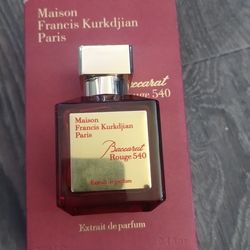 Maison
Francis Kurkdjian
Paris
Baccarat
Rouge 540
Maison
Francis Kurkdjian
Paris
Baccarat
Rouge 540
Extrait de parfum
Extrait de parfum